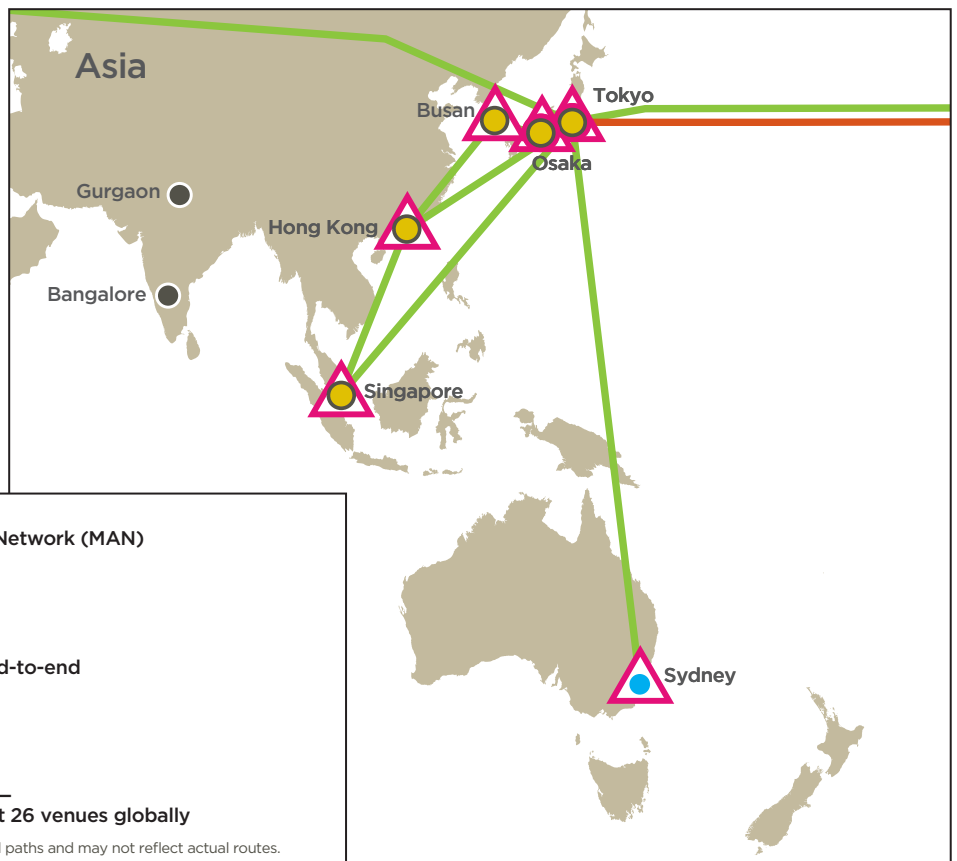 Asia
Tokyo
Busan
Osaka
Gurgaon
Hong Kong
Bangalore
Singapore
Network (MAN)
d-to-end
Sydney
t 26 venues globally
paths and may not reflect actual routes.